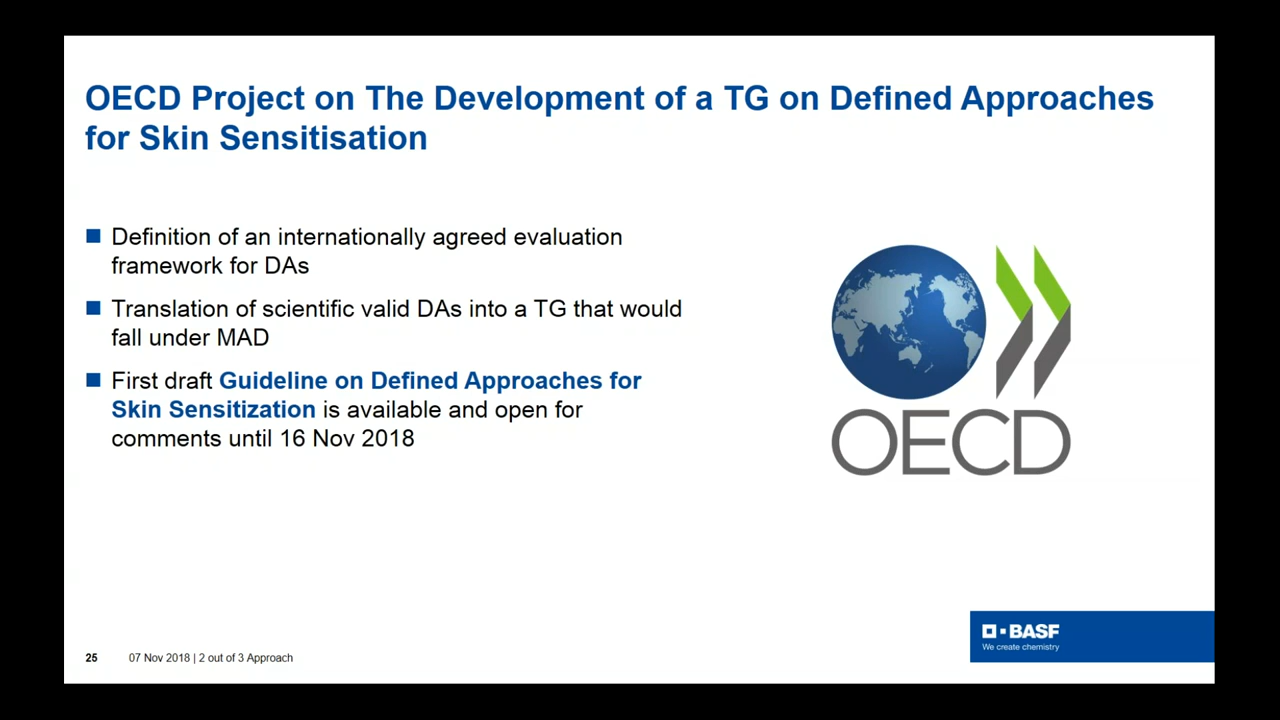 OECD Project on The Development of a TG on Defined Approaches
for Skin Sensitisation
Definition of an internationally agreed evaluation
framework for DAs
Translation of scientific valid DAs into a TG that would
fall under MAD
First draft Guideline on Defined Approaches for
Skin Sensitization is available and open for
comments until 16 Nov 2018
OECD
BASF
We create chemistry
25 07 Nov 2018 | 2 out of 3 Approach